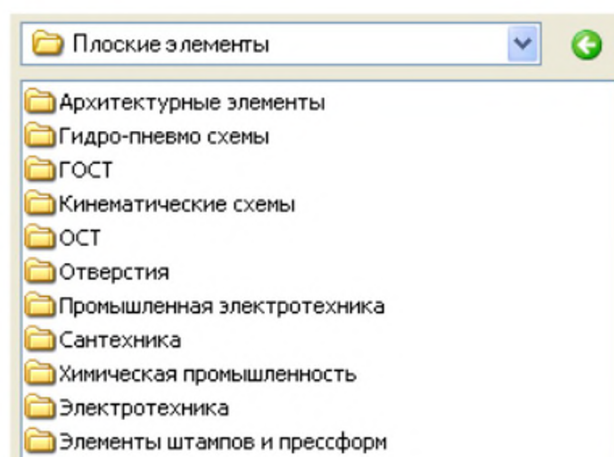 Плоские элементы
Архитектурные элементы
Гидро-пневмо схемы
ГОСТ
Кинематические схемы
ОСТ
Отверстия
Промышленная электротехника
Сантехника
Химическая промышленность
Электротехника
Элементы штампов и прессформ